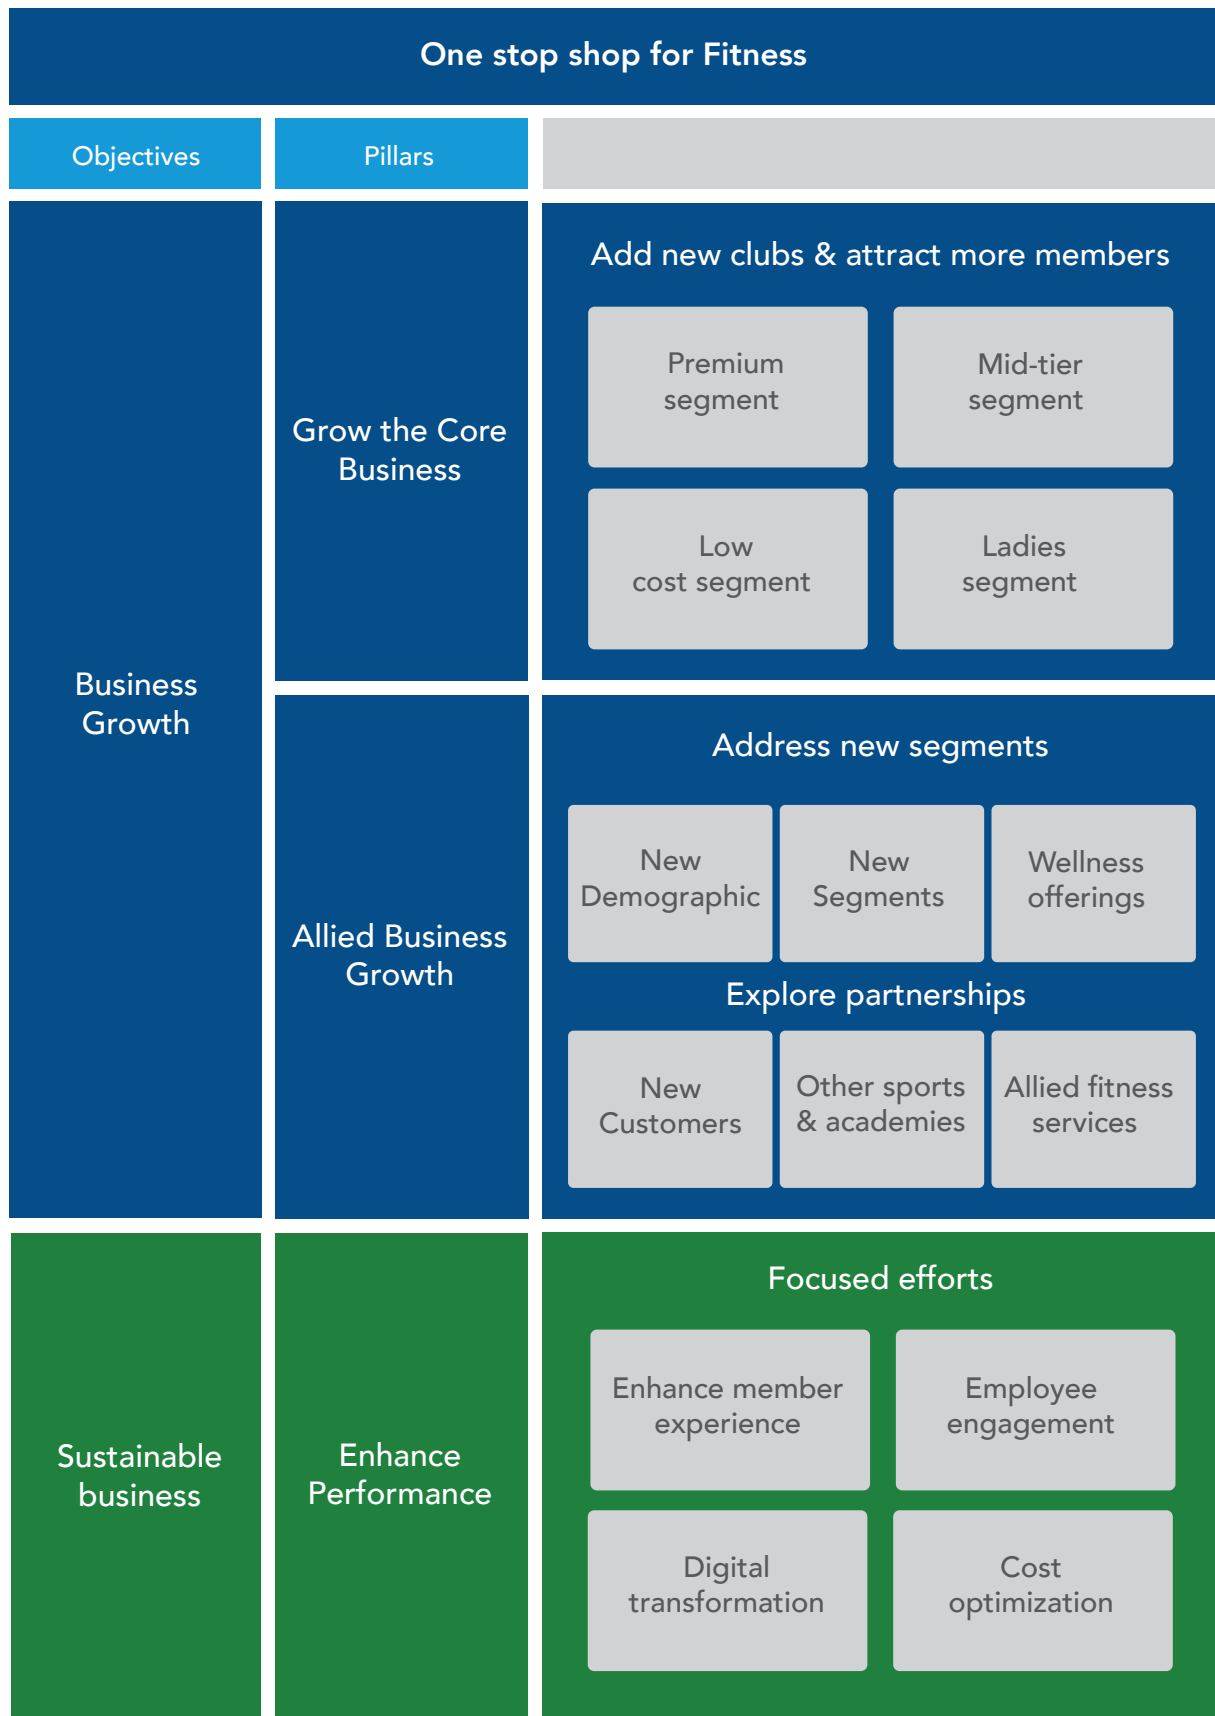 One stop shop for Fitness
Objectives
Pillars
Business
Growth
Grow the Core
Business
Add new clubs & attract more members
Premium
segment
Mid-tier
segment
Low
cost segment
Ladies
segment
Allied Business
Growth
Address new segments
New
Demographic
New
Segments
Wellness
offerings
Explore partnerships
New
Customers
Other sports
& academies
Allied fitness
services
Sustainable
business
Enhance
Performance
Focused efforts
Enhance member
experience
Employee
engagement
Digital
transformation
Cost
optimization